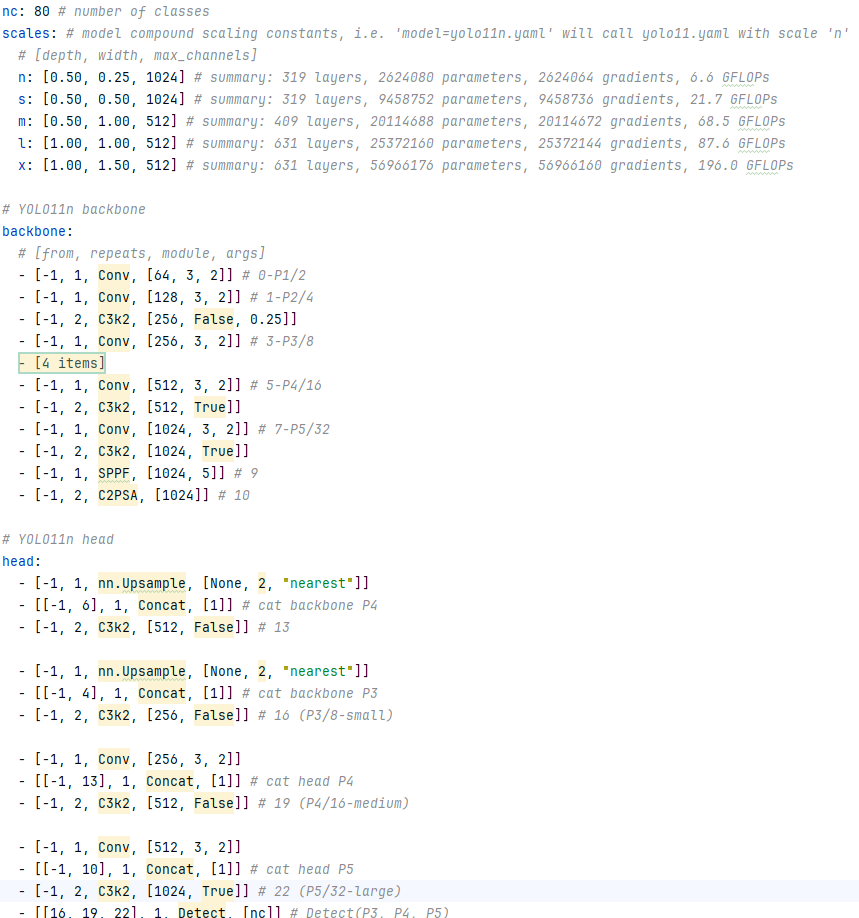 nc: 80 # number of classes
scales: # model compound scaling constants, i.e. 'model=yolo11n.yaml' will call yolo11.yaml with scale 'n'
  # [depth, width, max_channels]
  n: [0.50, 0.25, 1024] # summary: 319 layers, 2624080 parameters, 2624064 gradients, 6.6 GFLOPs
  s: [0.50, 0.50, 1024] # summary: 319 layers, 9458752 parameters, 9458736 gradients, 21.7 GFLOPs
  m: [0.50, 1.00, 512] # summary: 409 layers, 20114688 parameters, 20114672 gradients, 68.5 GFLOPs
  l: [1.00, 1.00, 512] # summary: 631 layers, 25372160 parameters, 25372144 gradients, 87.6 GFLOPs
  x: [1.00, 1.50, 512] # summary: 631 layers, 56966176 parameters, 56966160 gradients, 196.0 GFLOPs

# YOLO11n backbone
backbone:
  # [from, repeats, module, args]
  - [-1, 1, Conv, [64, 3, 2]] # 0-P1/2
  - [-1, 1, Conv, [128, 3, 2]] # 1-P2/4
  - [-1, 2, C3k2, [256, False, 0.25]]
  - [-1, 1, Conv, [256, 3, 2]] # 3-P3/8
  - [4 items]
  - [-1, 1, Conv, [512, 3, 2]] # 5-P4/16
  - [-1, 2, C3k2, [512, True]]
  - [-1, 1, Conv, [1024, 3, 2]] # 7-P5/32
  - [-1, 2, C3k2, [1024, True]]
  - [-1, 1, SPPF, [1024, 5]] # 9
  - [-1, 2, C2PSA, [1024]] # 10

# YOLO11n head
head:
  - [-1, 1, nn.Upsample, [None, 2, "nearest"]]
  - [[-1, 6], 1, Concat, [1]] # cat backbone P4
  - [-1, 2, C3k2, [512, False]] # 13

  - [-1, 1, nn.Upsample, [None, 2, "nearest"]]
  - [[-1, 4], 1, Concat, [1]] # cat backbone P3
  - [-1, 2, C3k2, [256, False]] # 16 (P3/8-small)

  - [-1, 1, Conv, [256, 3, 2]]
  - [[-1, 13], 1, Concat, [1]] # cat head P4
  - [-1, 2, C3k2, [512, False]] # 19 (P4/16-medium)

  - [-1, 1, Conv, [512, 3, 2]]
  - [[-1, 10], 1, Concat, [1]] # cat head P5
  - [-1, 2, C3k2, [1024, True]] # 22 (P5/32-large)
  - [[16, 19, 22], 1, Detect, [nc]] # Detect(P3, P4, P5)